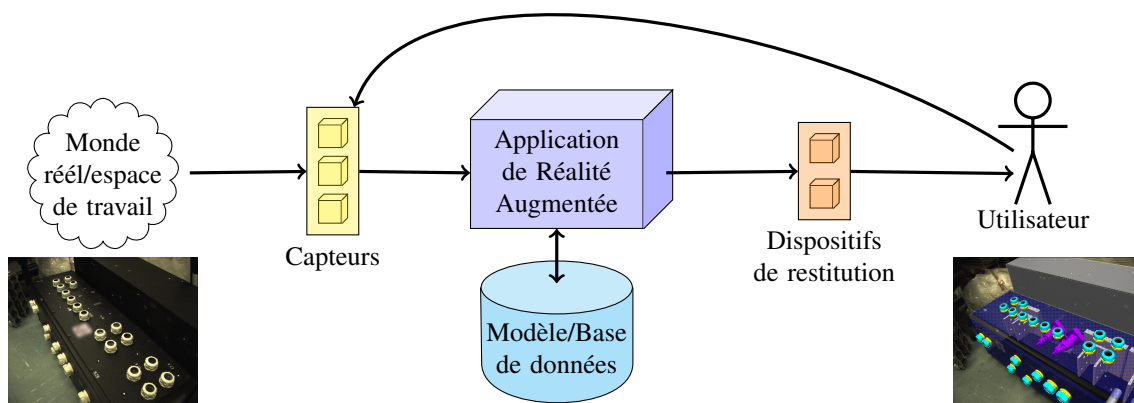 Monde
réél/espace
de travail
Capteurs
Application
de Réalité
Augmentée
Modèle/Base
de données
Dispositifs
de restitution
Utilisateur